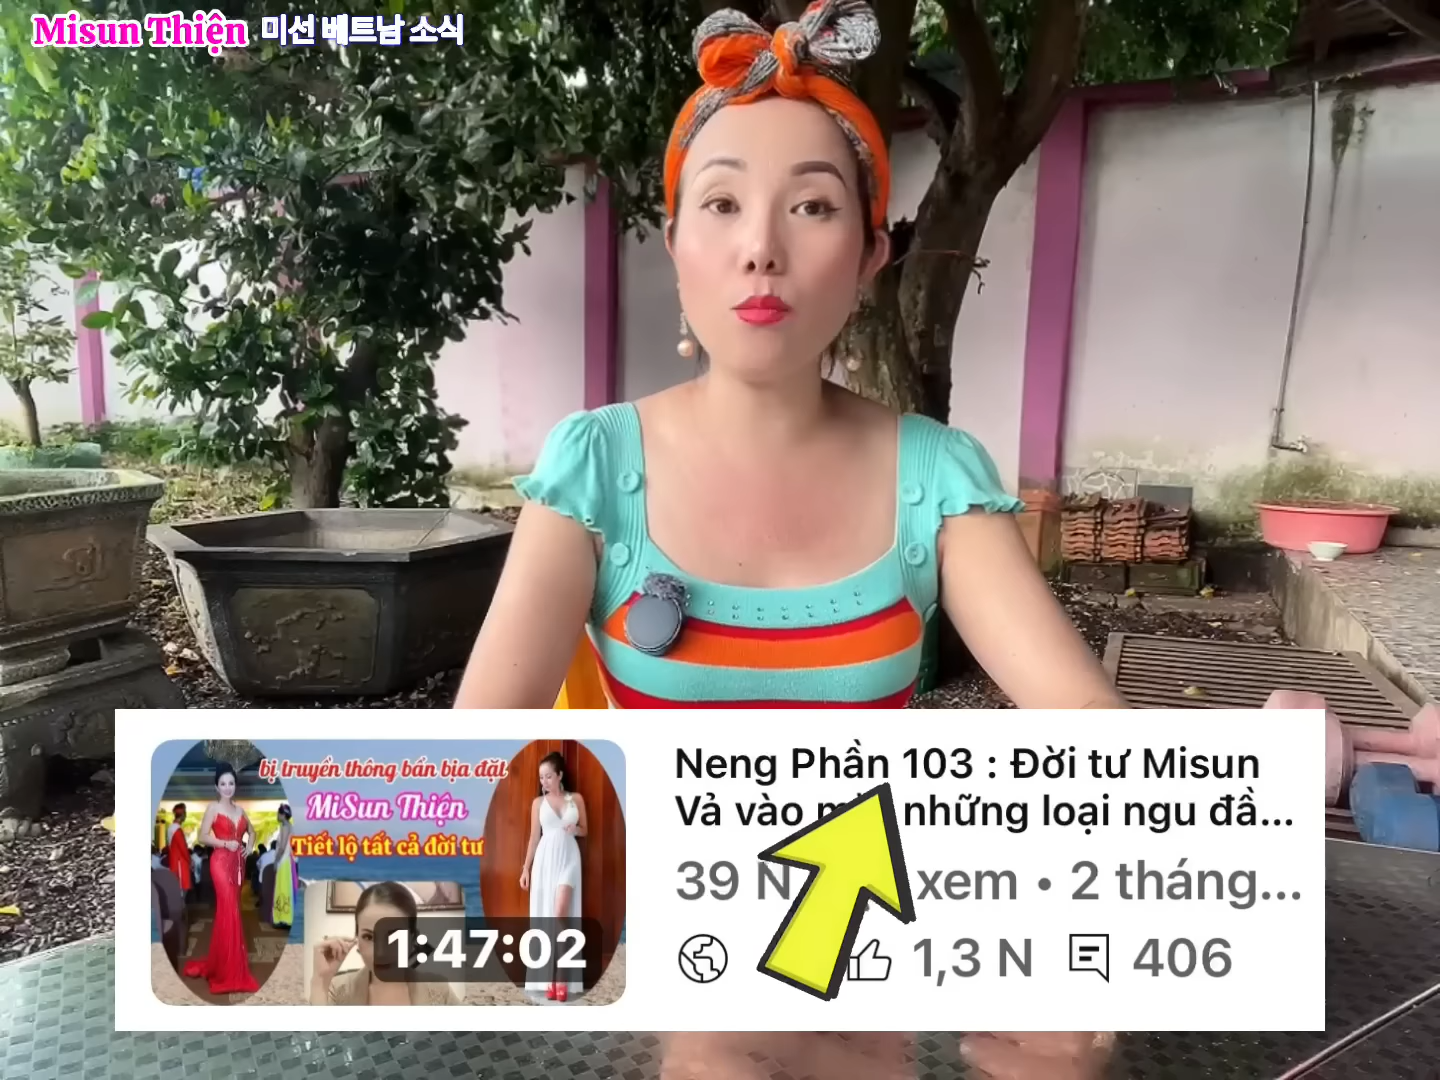 Misun Thiện 미선 베트남 소식
bị truyền thông bẩn bịa đặt
MiSun Thiện
Tiết lộ tất cả đời tư
1:47:02
Neng Phần 103 : Đời tư Misun
Vả vào những loại ngu đầ...
39 N xem • 2 tháng...
1,3 N 406